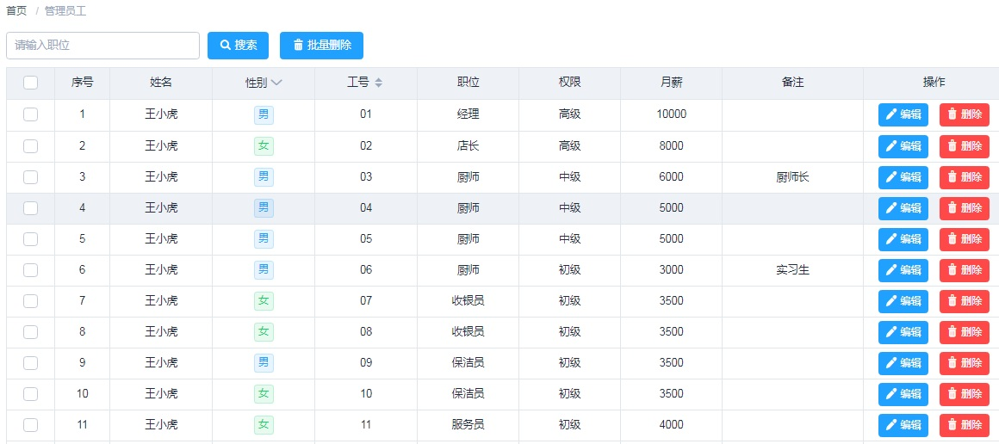 首页 / 管理员工
请输入职位 搜索 批量删除
序号 姓名 性别 工号 职位 权限 月薪 备注 操作
1 王小虎 男 01 经理 高级 10000 编辑 删除
2 王小虎 女 02 店长 高级 8000 编辑 删除
3 王小虎 男 03 厨师 中级 6000 厨师长 编辑 删除
4 王小虎 男 04 厨师 中级 5000 编辑 删除
5 王小虎 男 05 厨师 中级 5000 编辑 删除
6 王小虎 男 06 厨师 初级 3000 实习生 编辑 删除
7 王小虎 女 07 收银员 初级 3500 编辑 删除
8 王小虎 女 08 收银员 初级 3500 编辑 删除
9 王小虎 男 09 保洁员 初级 3500 编辑 删除
10 王小虎 女 10 保洁员 初级 3500 编辑 删除
11 王小虎 女 11 服务员 初级 4000 编辑 删除